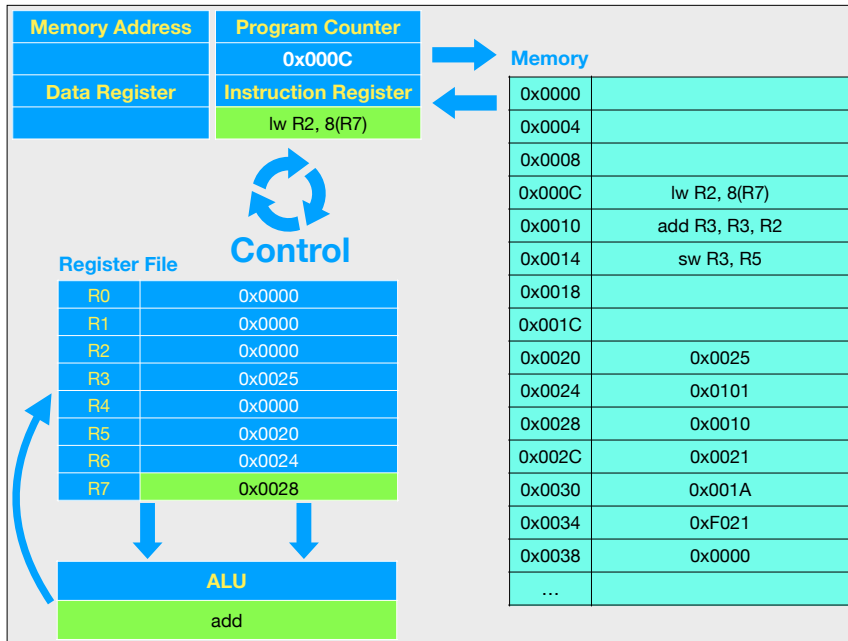 Memory Address Program Counter
0x000C
Data Register Instruction Register
lw R2, 8(R7)
Control
Register File
R0 0x0000
R1 0x0000
R2 0x0000
R3 0x0025
R4 0x0000
R5 0x0020
R6 0x0024
R7 0x0028
ALU
add
Memory
0x0000
0x0004
0x0008
0x000C lw R2, 8(R7)
0x0010 add R3, R3, R2
0x0014 sw R3, R5
0x0018
0x001C
0x0020 0x0025
0x0024 0x0101
0x0028 0x0010
0x002C 0x0021
0x0030 0x001A
0x0034 0xF021
0x0038 0x0000
…